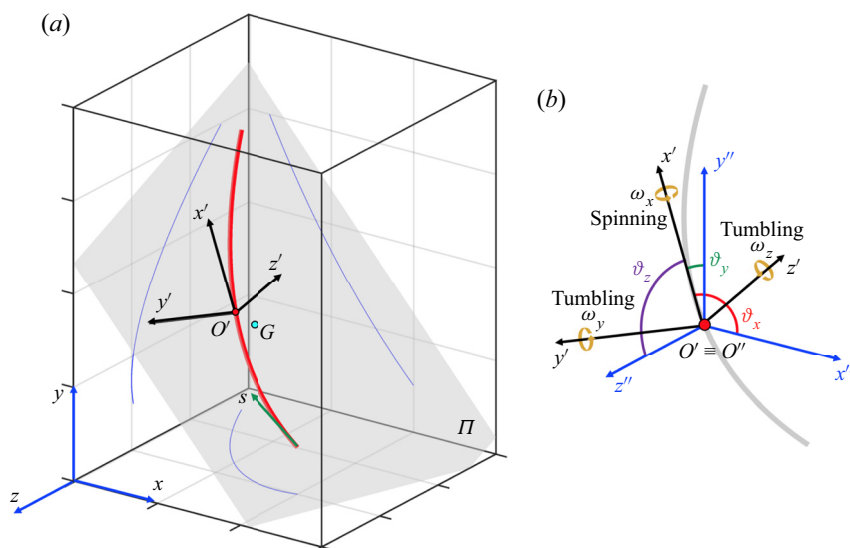 (a)
x′
z′
y′
O′
G
s
y
Π
x
z
(b)
x′
y″
ω_x
Spinning
Tumbling
ω_z
z′
ϑ_y
ϑ_z
Tumbling
ω_y
ϑ_x
y′
O′ ≡ O″
x′
z″